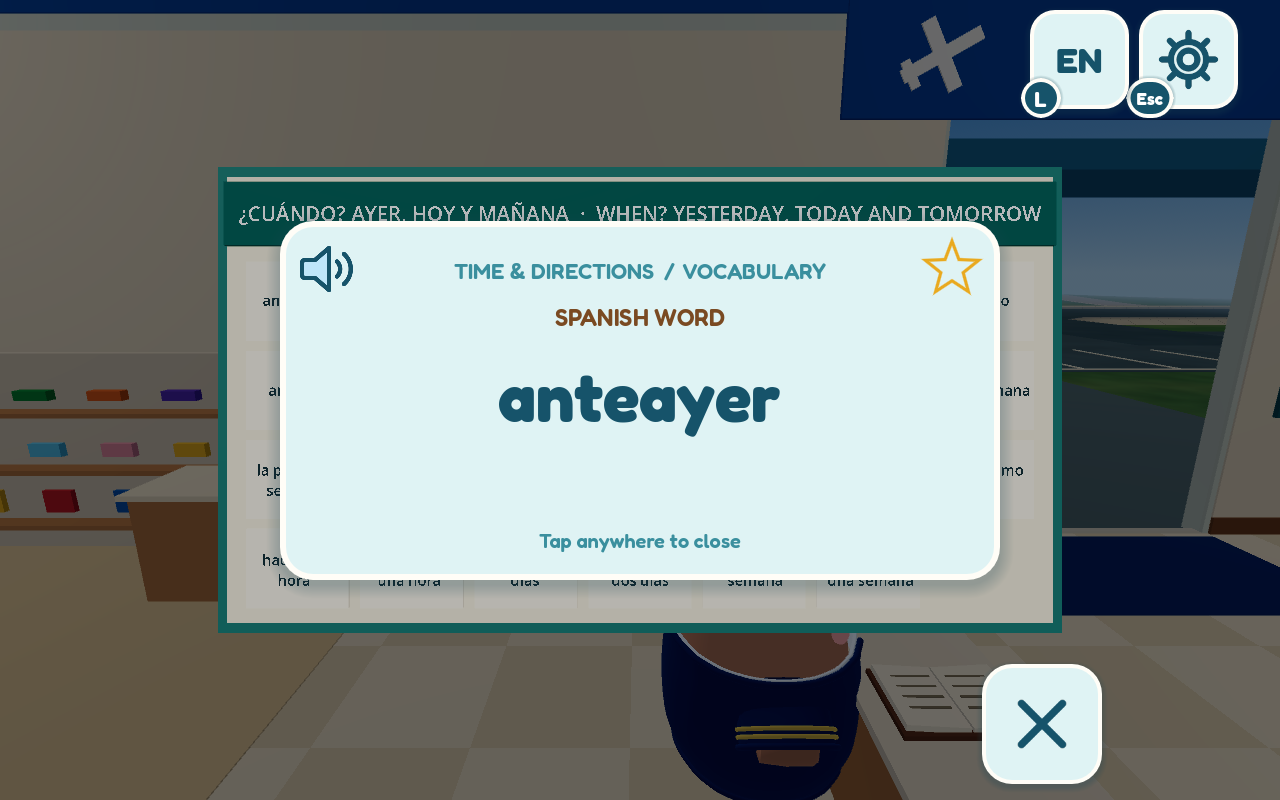 EN
L
Esc
¿CUÁNDO? AYER, HOY Y MAÑANA · WHEN? YESTERDAY, TODAY AND TOMORROW
TIME & DIRECTIONS / VOCABULARY
SPANISH WORD
anteayer
Tap anywhere to close
hora
una hora
días
dos días
semana
una semana